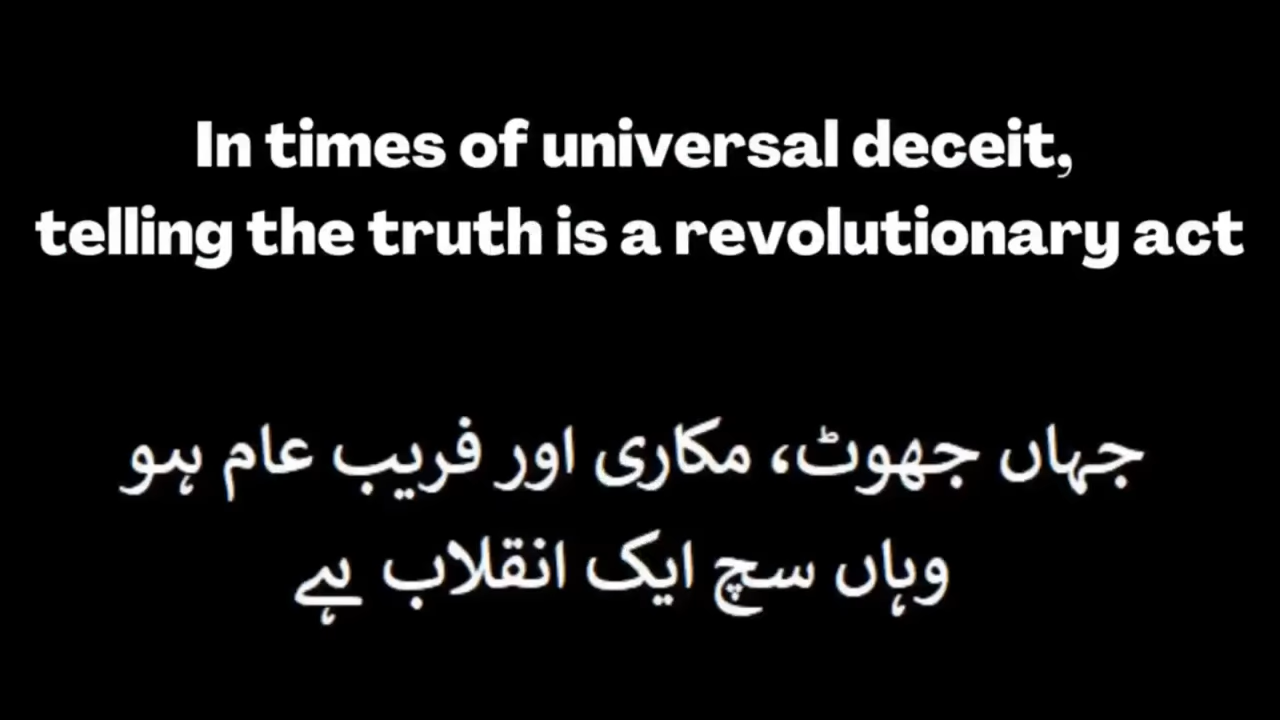 In times of universal deceit,
telling the truth is a revolutionary act
جہاں جھوٹ، مکاری اور فریب عام ہو
وہاں سچ ایک انقلاب ہے